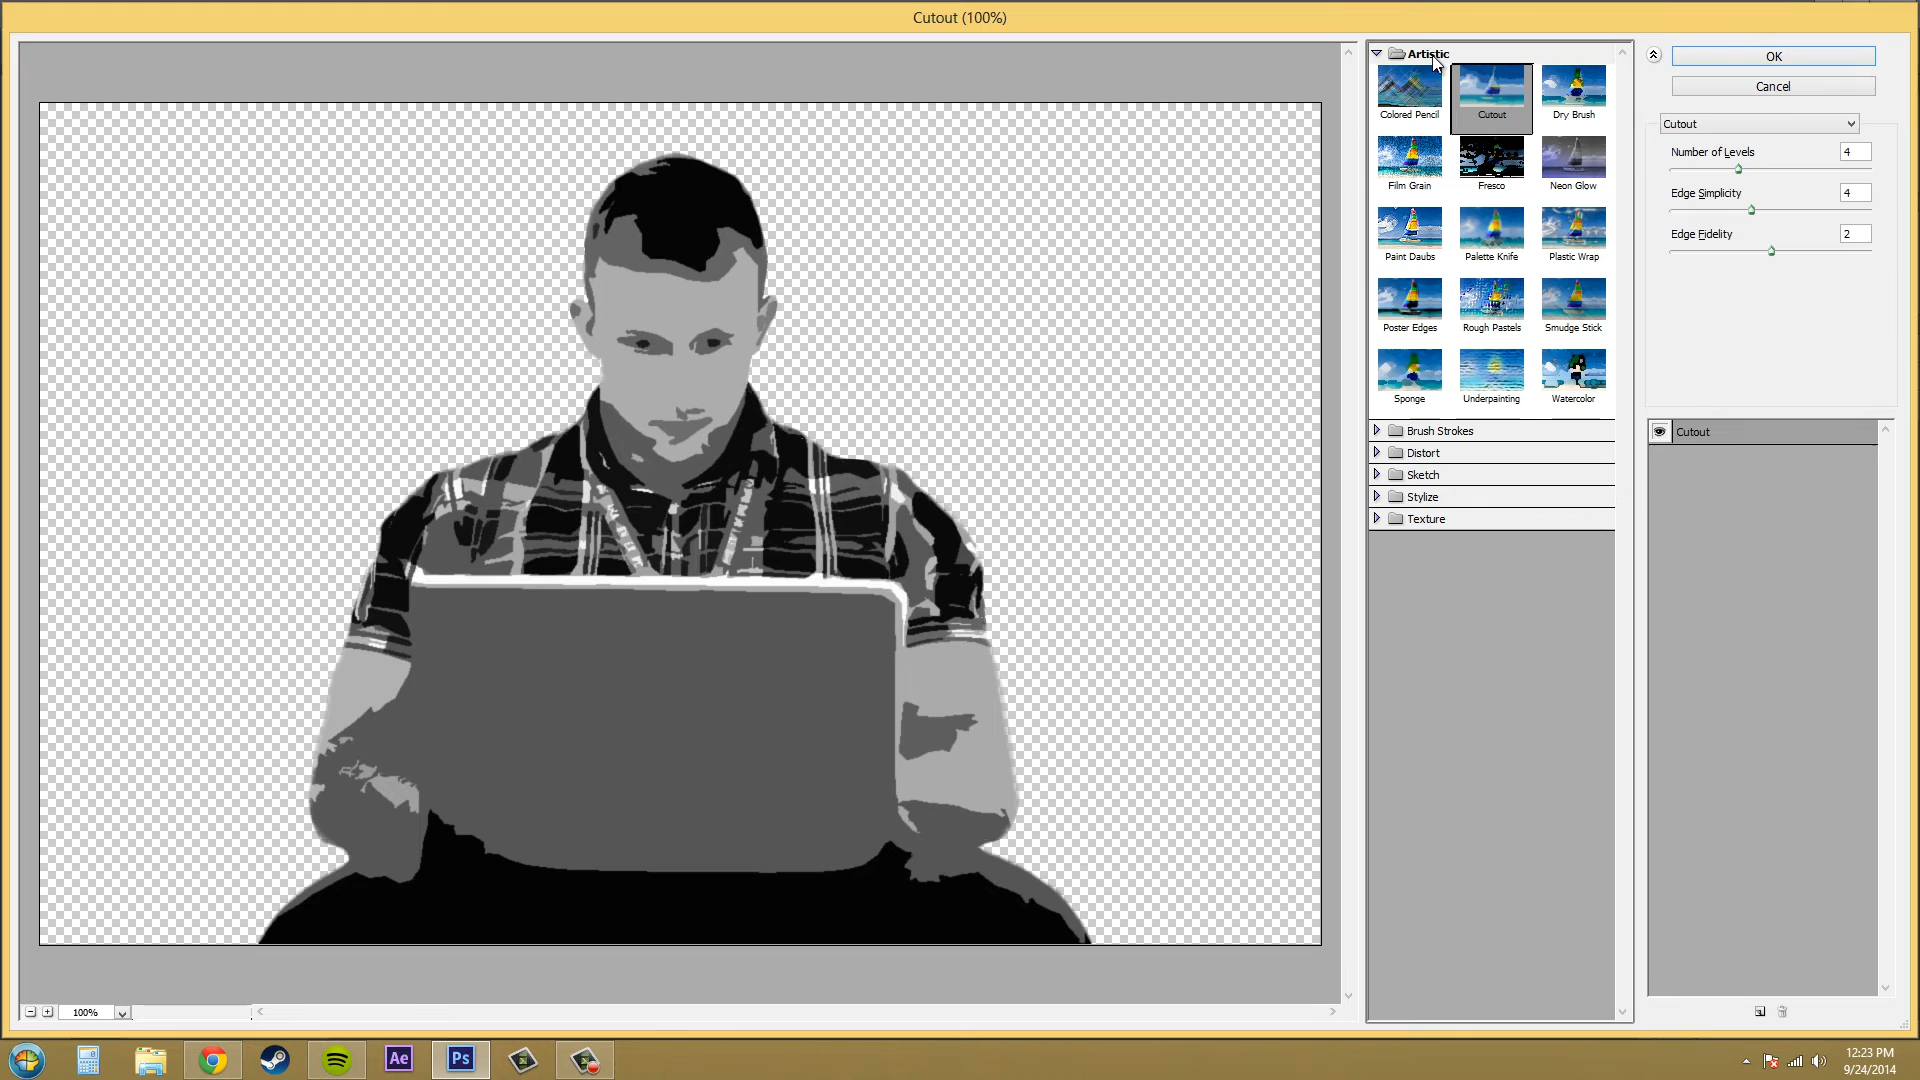 Cutout (100%)
Artistic
Colored Pencil
Cutout
Dry Brush
Film Grain
Fresco
Neon Glow
Paint Daubs
Palette Knife
Plastic Wrap
Poster Edges
Rough Pastels
Smudge Stick
Sponge
Underpainting
Watercolor
Brush Strokes
Distort
Sketch
Stylize
Texture
OK
Cancel
Cutout
Number of Levels 4
Edge Simplicity 4
Edge Fidelity 2
Cutout
100%
Ae
Ps
12:23 PM
9/24/2014